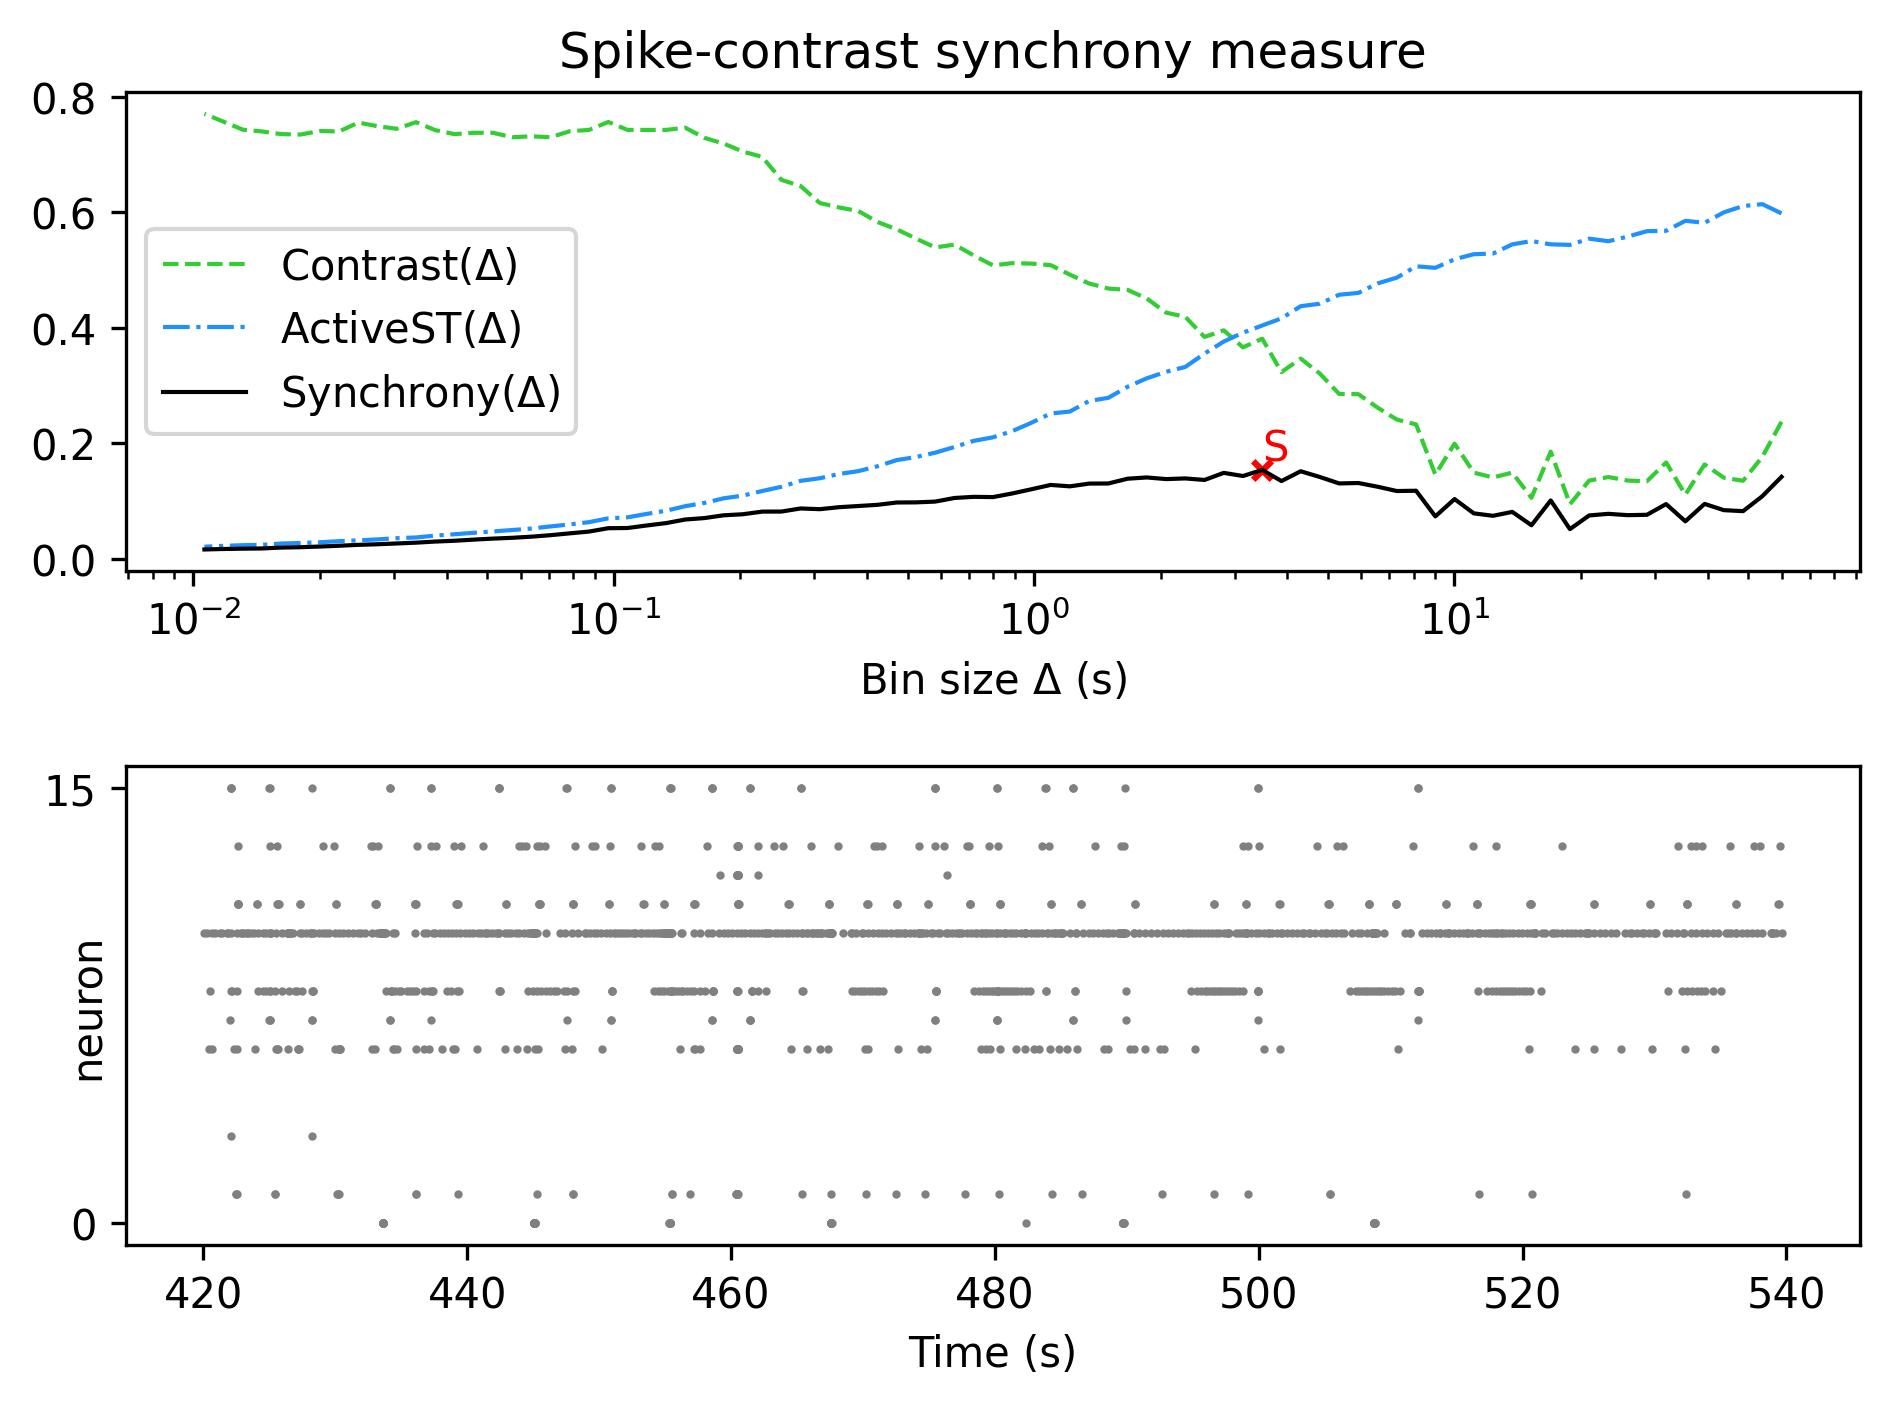 Spike-contrast synchrony measure
0.8
0.6
0.4
0.2
0.0
Contrast(Δ)
ActiveST(Δ)
Synchrony(Δ)
S
10⁻² 10⁻¹ 10⁰ 10¹
Bin size Δ (s)
15
0
neuron
420 440 460 480 500 520 540
Time (s)